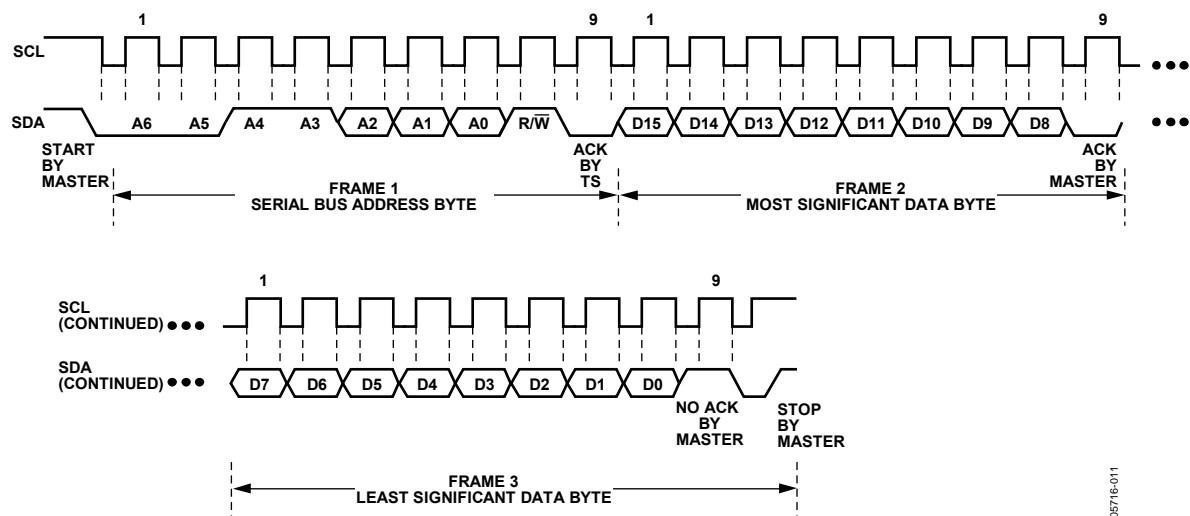 1 9 1 9
SCL
SDA A6 A5 A4 A3 A2 A1 A0 R/W̅ D15 D14 D13 D12 D11 D10 D9 D8
START
BY
MASTER
ACK
BY
TS
ACK
BY
MASTER
FRAME 1
SERIAL BUS ADDRESS BYTE
FRAME 2
MOST SIGNIFICANT DATA BYTE
1 9
SCL
(CONTINUED)
SDA
(CONTINUED)
D7 D6 D5 D4 D3 D2 D1 D0
NO ACK
BY
MASTER
STOP
BY
MASTER
FRAME 3
LEAST SIGNIFICANT DATA BYTE
05716-011